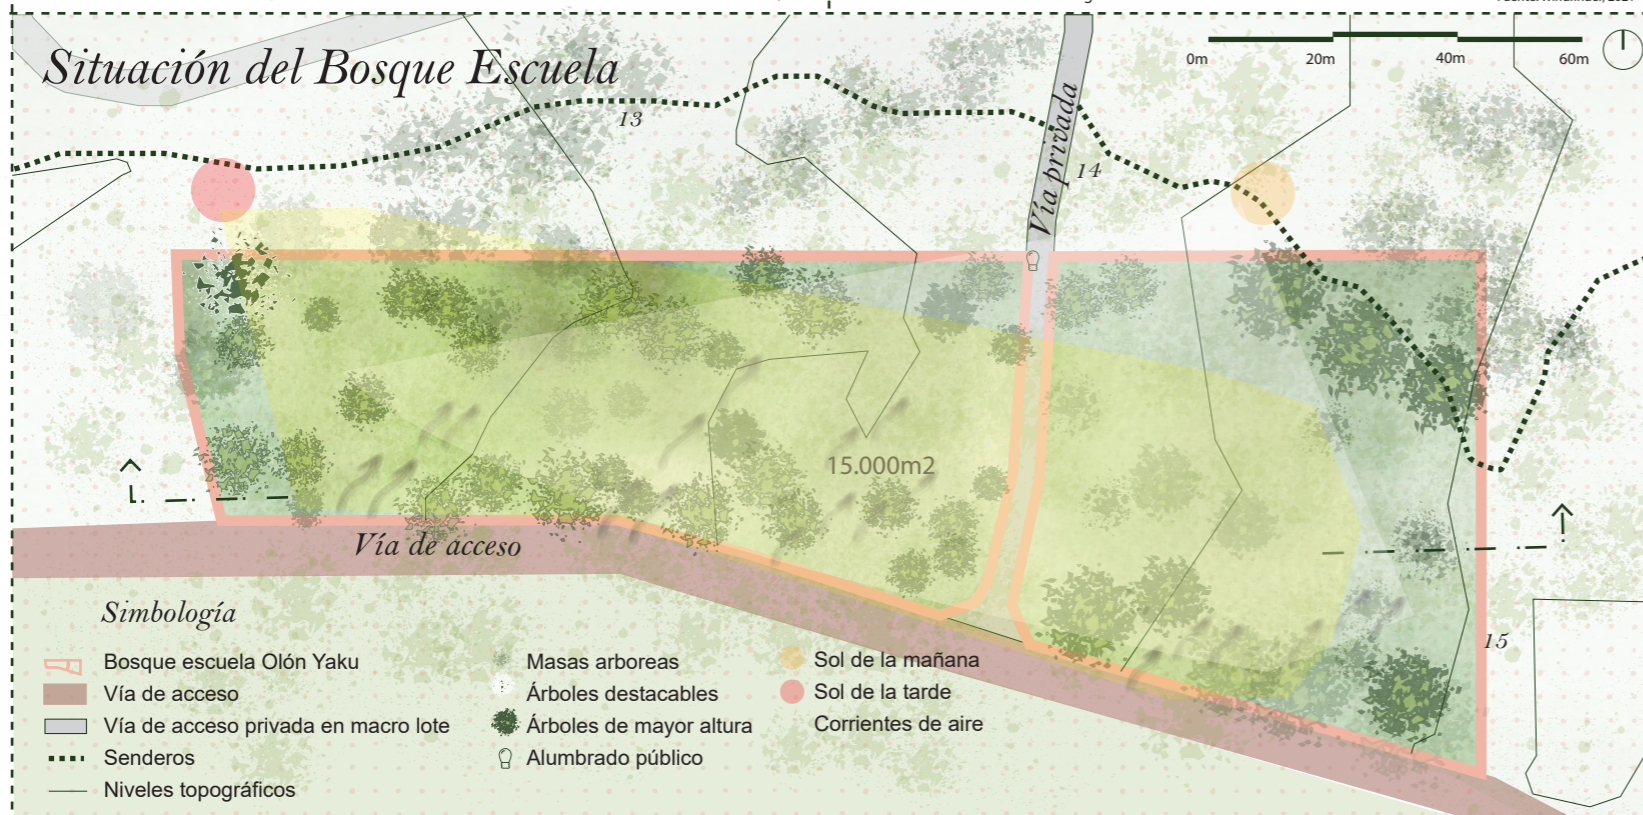 Situación del Bosque Escuela
0m
20m
40m
60m
13
Vía privada
14
15.000m2
Vía de acceso
15
Simbología
Bosque escuela Olón Yaku
Vía de acceso
Vía de acceso privada en macro lote
Senderos
Niveles topográficos
Masas arboreas
Árboles destacables
Árboles de mayor altura
Alumbrado público
Sol de la mañana
Sol de la tarde
Corrientes de aire